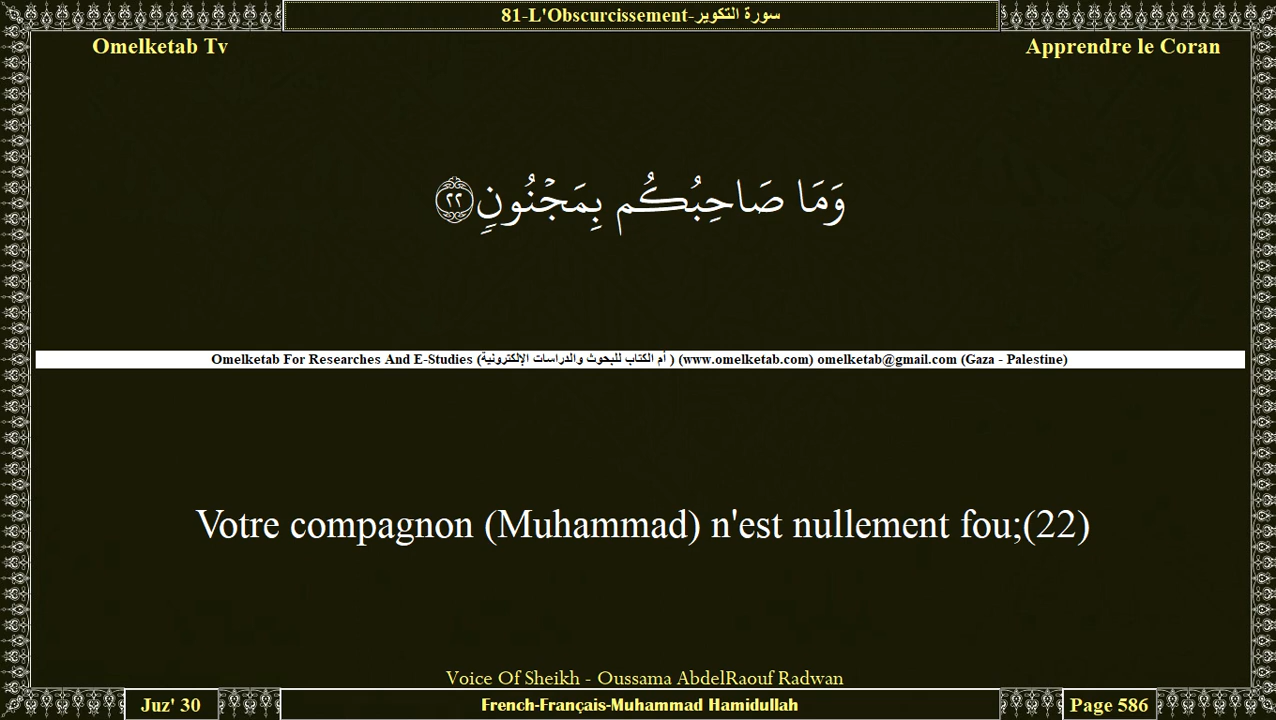 81-L'Obscurcissement-سورة التكوير
Omelketab Tv
Apprendre le Coran
وَمَا صَاحِبُكُم بِمَجْنُونٍ ٢٢
Omelketab For Researches And E-Studies (أم الكتاب للبحوث والدراسات الإلكترونية ) (www.omelketab.com) omelketab@gmail.com (Gaza - Palestine)
Votre compagnon (Muhammad) n'est nullement fou;(22)
Voice Of Sheikh - Oussama AbdelRaouf Radwan
Juz' 30
French-Français-Muhammad Hamidullah
Page 586